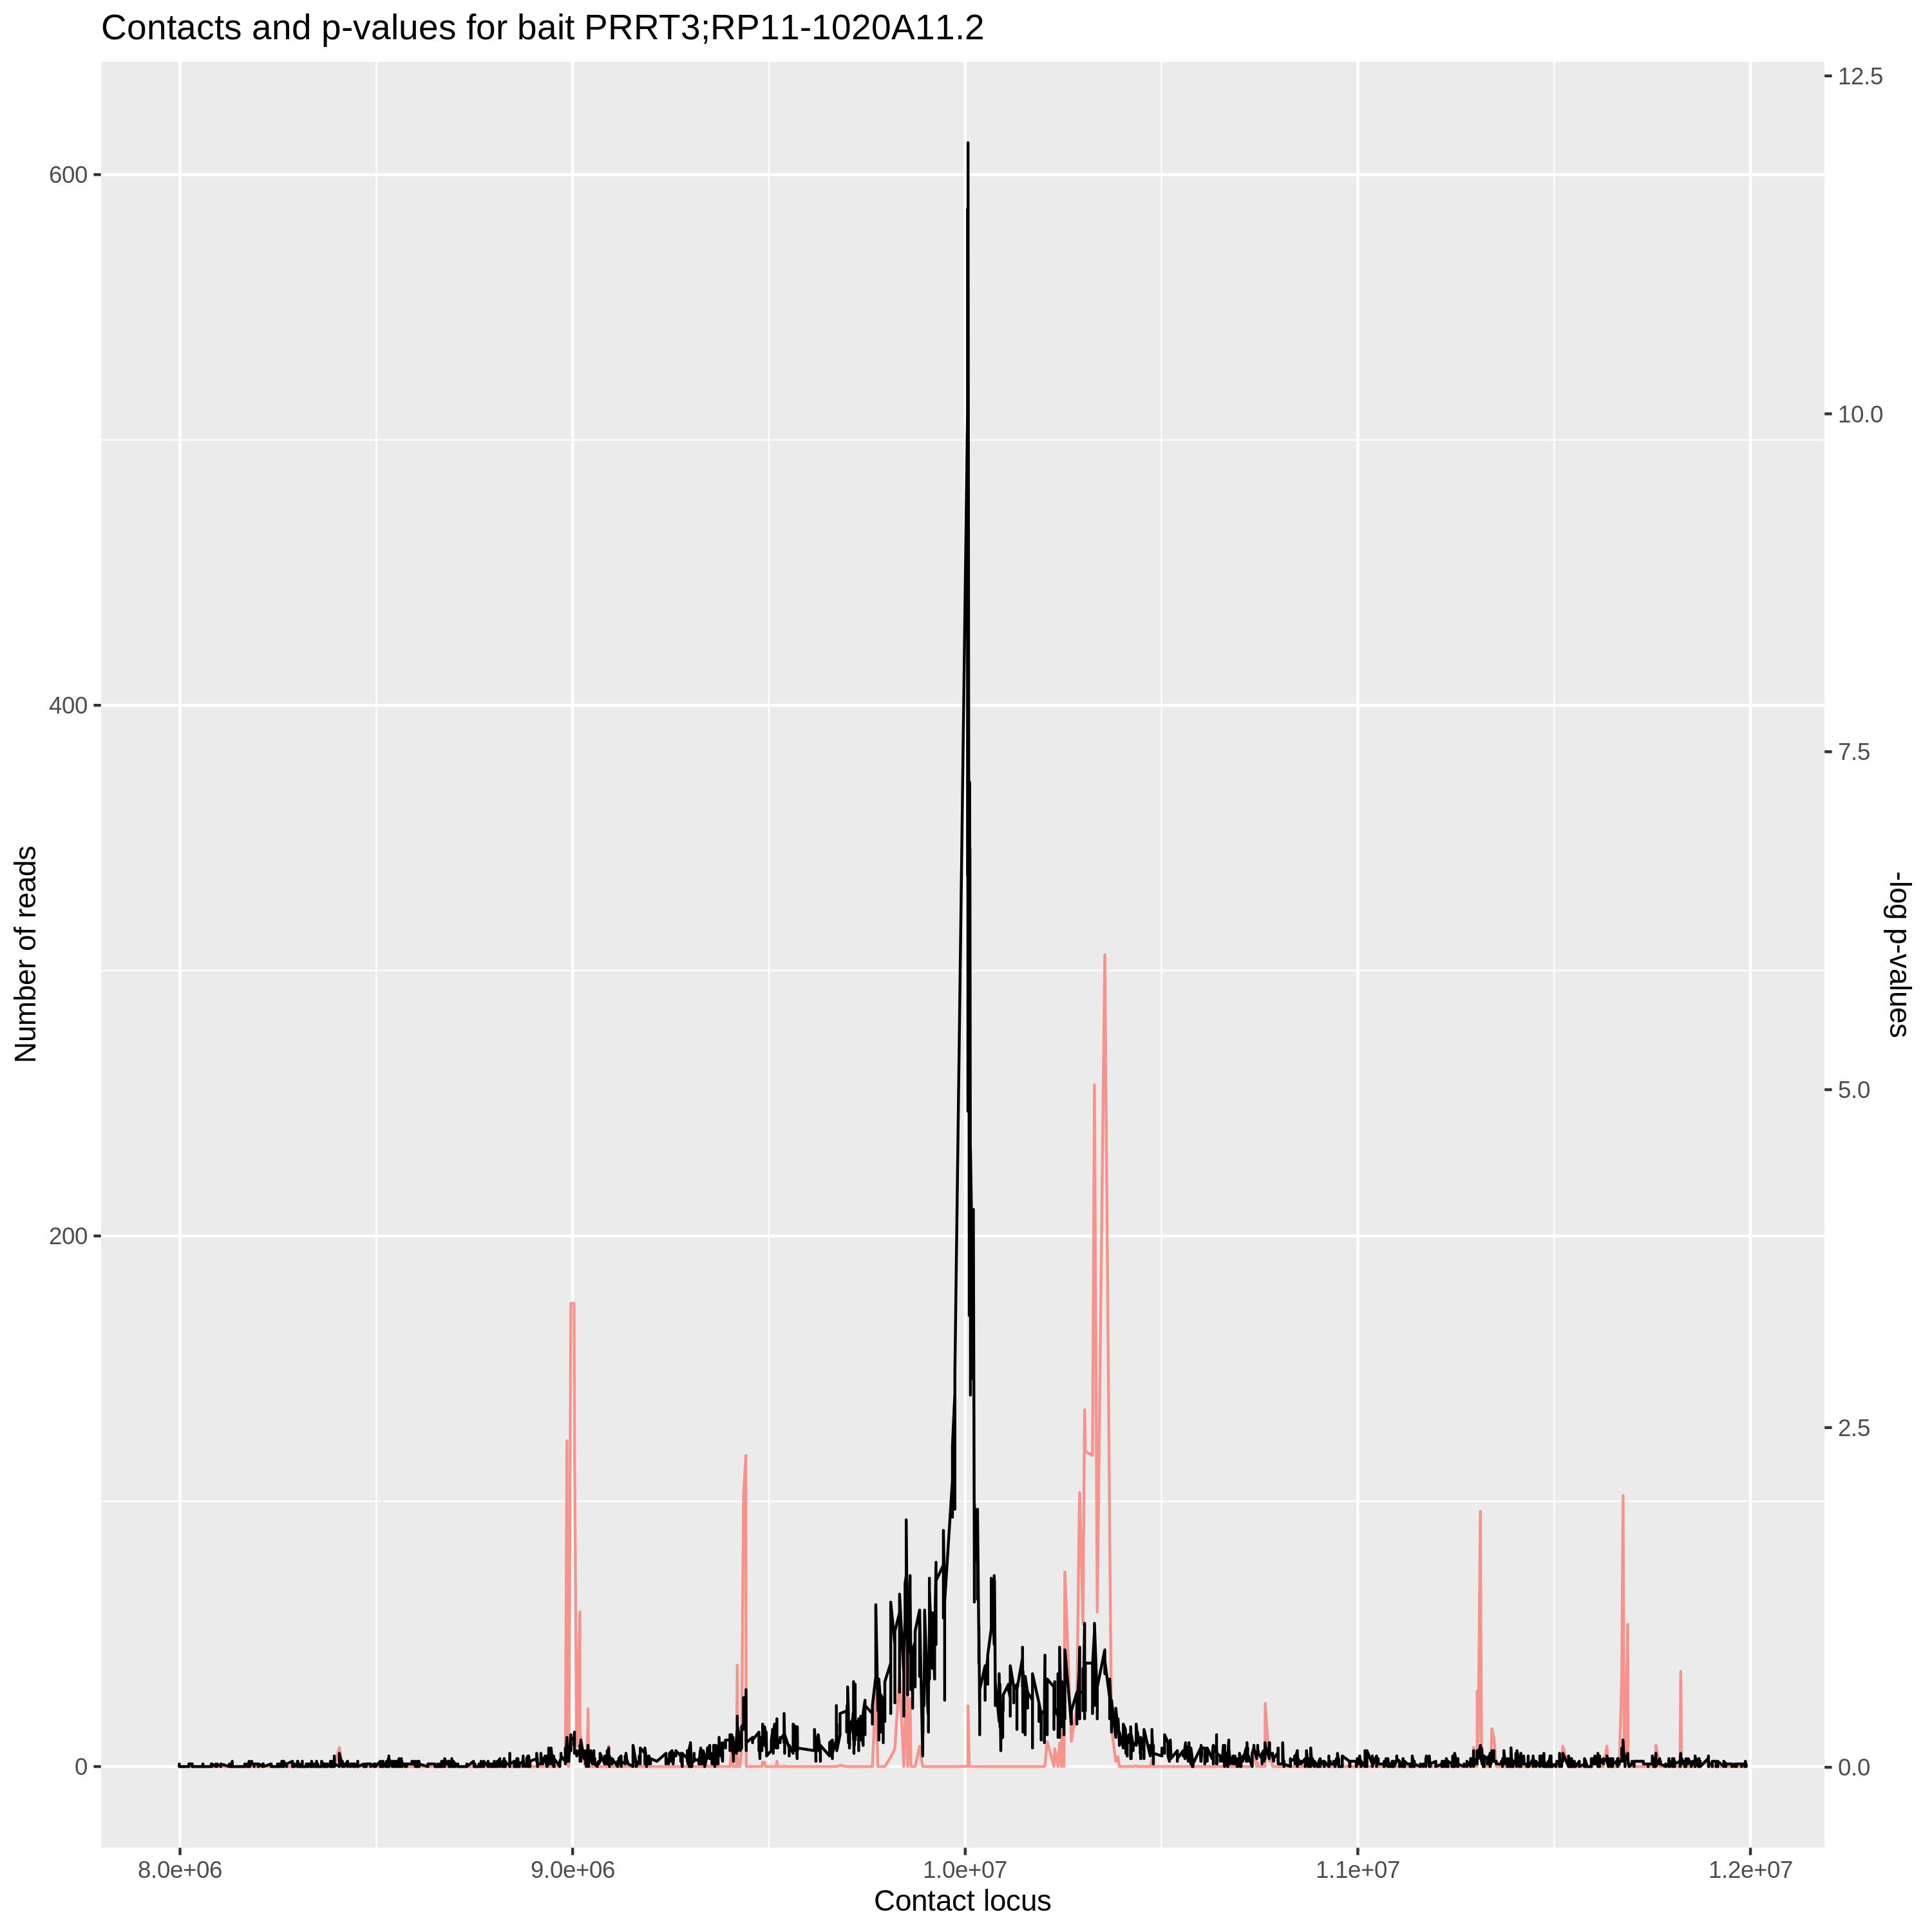 Contacts and p-values for bait PRRT3;RP11-1020A11.2
12.5
600
10.0
400
7.5
Number of reads
-log p-values
5.0
200
2.5
0
0.0
8.0e+06
9.0e+06
1.0e+07
1.1e+07
1.2e+07
Contact locus